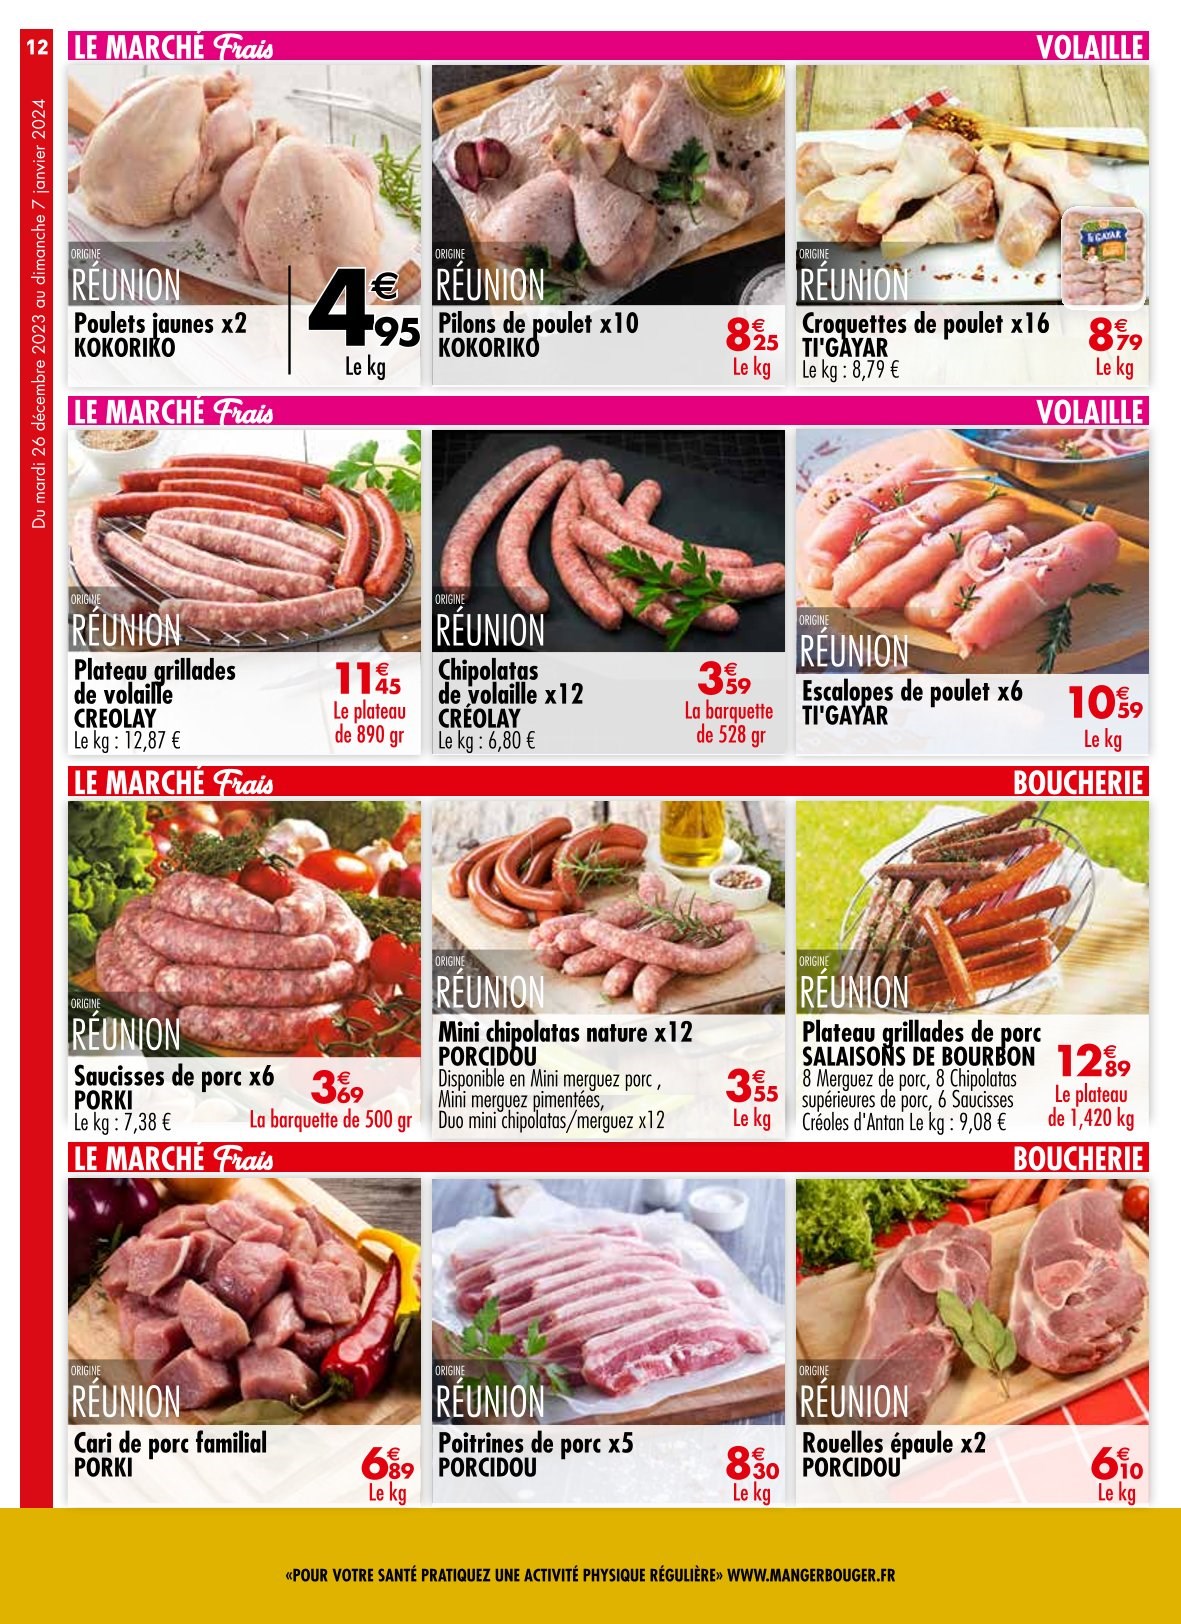 12
Du mardi 26 décembre 2023 au dimanche 7 janvier 2024
LE MARCHÉ Frais
VOLAILLE
ORIGINE
RÉUNION
Poulets jaunes x2
KOKORIKO
4€95
Le kg
ORIGINE
RÉUNION
Pilons de poulet x10
KOKORIKO
8€25
Le kg
TI'GAYAR
ORIGINE
RÉUNION
Croquettes de poulet x16
TI'GAYAR
Le kg : 8,79 €
8€79
Le kg
LE MARCHÉ Frais
VOLAILLE
ORIGINE
RÉUNION
Plateau grillades
de volaille
CREOLAY
Le kg : 12,87 €
11€45
Le plateau
de 890 gr
ORIGINE
RÉUNION
Chipolatas
de volaille x12
CRÉOLAY
Le kg : 6,80 €
3€59
La barquette
de 528 gr
ORIGINE
RÉUNION
Escalopes de poulet x6
TI'GAYAR
10€59
Le kg
LE MARCHÉ Frais
BOUCHERIE
ORIGINE
RÉUNION
Saucisses de porc x6
PORKI
Le kg : 7,38 €
3€69
La barquette de 500 gr
ORIGINE
RÉUNION
Mini chipolatas nature x12
PORCIDOU
Disponible en Mini merguez porc ,
Mini merguez pimentées,
Duo mini chipolatas/merguez x12
3€55
Le kg
ORIGINE
RÉUNION
Plateau grillades de porc
SALAISONS DE BOURBON
8 Merguez de porc, 8 Chipolatas
supérieures de porc, 6 Saucisses
Créoles d'Antan Le kg : 9,08 €
12€89
Le plateau
de 1,420 kg
LE MARCHÉ Frais
BOUCHERIE
ORIGINE
RÉUNION
Cari de porc familial
PORKI
6€89
Le kg
ORIGINE
RÉUNION
Poitrines de porc x5
PORCIDOU
8€30
Le kg
ORIGINE
RÉUNION
Rouelles épaule x2
PORCIDOU
6€10
Le kg
«POUR VOTRE SANTÉ PRATIQUEZ UNE ACTIVITÉ PHYSIQUE RÉGULIÈRE» WWW.MANGERBOUGER.FR